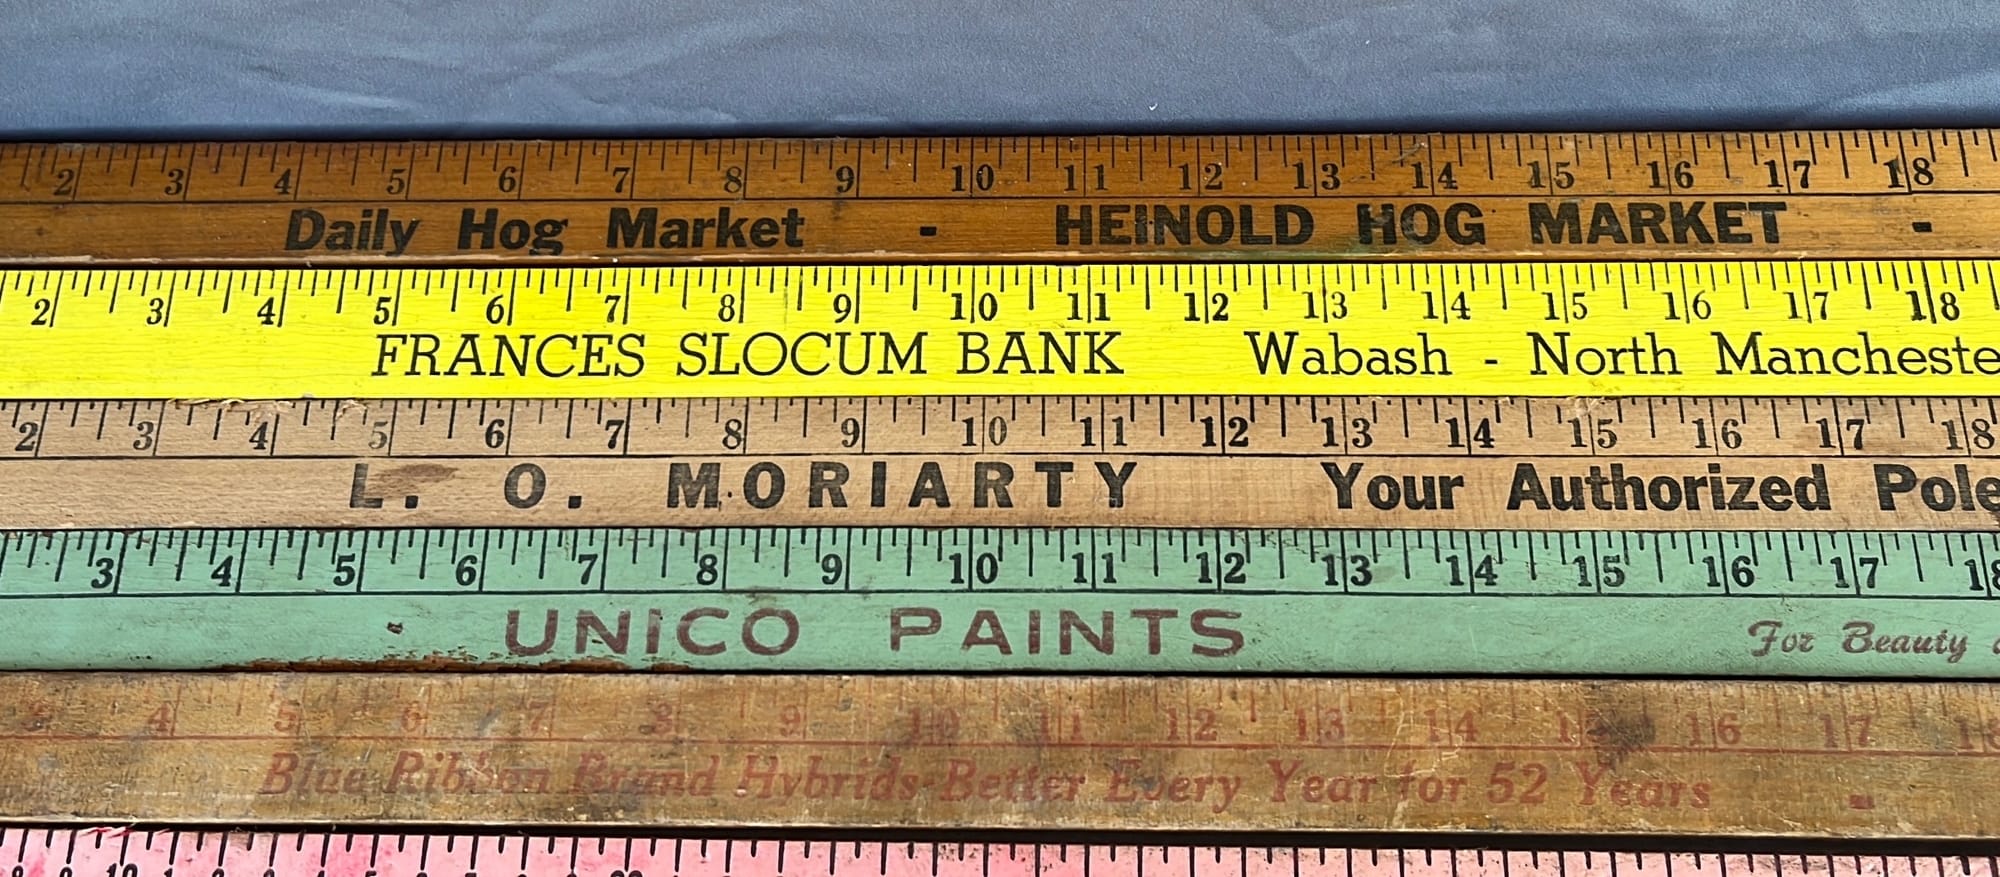 2 3 4 5 6 7 8 9 10 11 12 13 14 15 16 17 18
Daily Hog Market - HEINOLD HOG MARKET -
2 3 4 5 6 7 8 9 10 11 12 13 14 15 16 17 18
FRANCES SLOCUM BANK Wabash - North Mancheste
2 3 4 5 6 7 8 9 10 11 12 13 14 15 16 17 18
L. O. MORIARTY Your Authorized Pole
3 4 5 6 7 8 9 10 11 12 13 14 15 16 17 18
- UNICO PAINTS For Beauty
3 4 5 6 7 8 9 10 11 12 13 14 15 16 17 18
Blue Ribbon Brand Hybrids-Better Every Year for 52 Years -